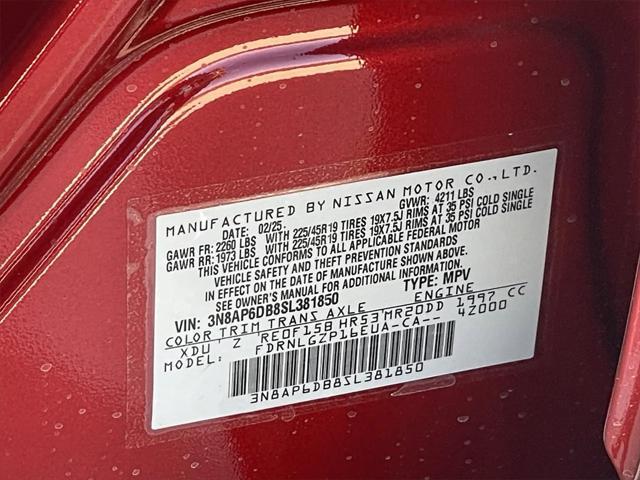 MANUFACTURED BY NISSAN MOTOR CO., LTD.
DATE: 02/25 GVWR: 4211 LBS
GAWR FR: 2260 LBS WITH 225/45R19 TIRES 19X7.5J RIMS AT 35 PSI COLD SINGLE
GAWR RR: 1973 LBS WITH 225/45R19 TIRES 19X7.5J RIMS AT 35 PSI COLD SINGLE
THIS VEHICLE CONFORMS TO ALL APPLICABLE FEDERAL MOTOR
VEHICLE SAFETY AND THEFT PREVENTION STANDARDS
IN EFFECT ON THE DATE OF MANUFACTURE SHOWN ABOVE.
SEE OWNER'S MANUAL FOR ADDITIONAL INFORMATION.
VIN: 3N8AP6DB8SL381850 TYPE: MPV
COLOR TRIM TRANS AXLE ENGINE
XDU Z RE0F15B HR53 MR20DD 1997 CC
FDRNLGZP16EUA-CA-- 4Z000
3N8AP6DB8SL381850